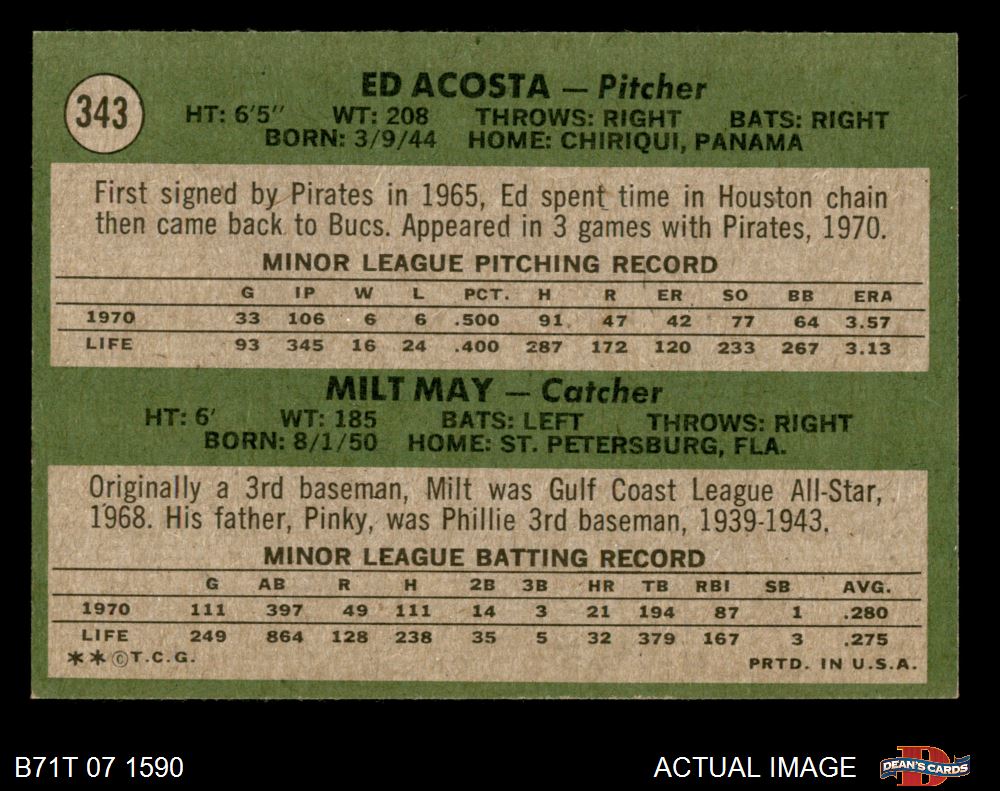 343
ED ACOSTA — Pitcher
HT: 6'5" WT: 208 THROWS: RIGHT BATS: RIGHT
BORN: 3/9/44 HOME: CHIRIQUI, PANAMA
First signed by Pirates in 1965, Ed spent time in Houston chain
then came back to Bucs. Appeared in 3 games with Pirates, 1970.
MINOR LEAGUE PITCHING RECORD
G IP W L PCT. H R ER SO BB ERA
1970 33 106 6 6 .500 91 47 42 77 64 3.57
LIFE 93 345 16 24 .400 287 172 120 233 267 3.13
MILT MAY — Catcher
HT: 6' WT: 185 BATS: LEFT THROWS: RIGHT
BORN: 8/1/50 HOME: ST. PETERSBURG, FLA.
Originally a 3rd baseman, Milt was Gulf Coast League All-Star,
1968. His father, Pinky, was Phillie 3rd baseman, 1939-1943.
MINOR LEAGUE BATTING RECORD
G AB R H 2B 3B HR TB RBI SB AVG.
1970 111 397 49 111 14 3 21 194 87 1 .280
LIFE 249 864 128 238 35 5 32 379 167 3 .275
**©T.C.G. PRTD. IN U.S.A.
B71T 07 1590 ACTUAL IMAGE D DEAN'S CARDS